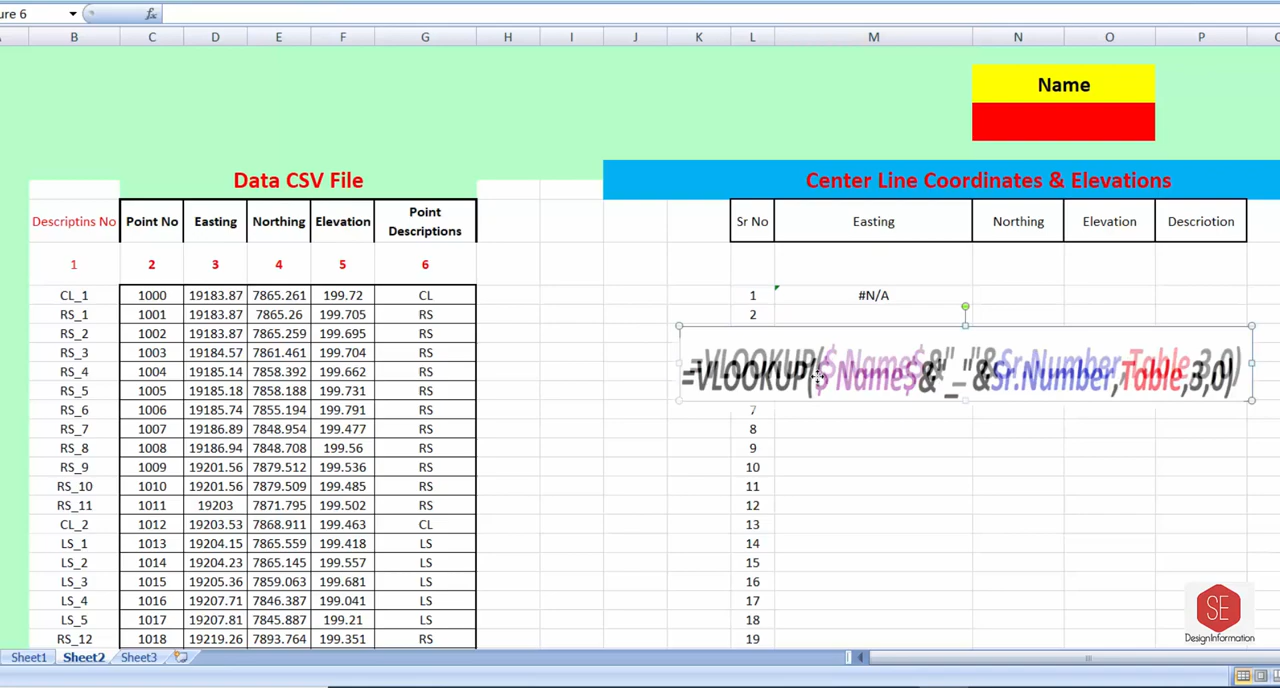 ure 6 fx
B C D E F G H I J K L M N O P
Name
Data CSV File Center Line Coordinates & Elevations
Descriptins No Point No Easting Northing Elevation Point Descriptions Sr No Easting Northing Elevation Descriotion
1 2 3 4 5 6
CL_1 1000 19183.87 7865.261 199.72 CL 1 #N/A
RS_1 1001 19183.87 7865.26 199.705 RS 2
RS_2 1002 19183.87 7865.259 199.695 RS
RS_3 1003 19184.57 7861.461 199.704 RS
=VLOOKUP($ Name$&"_"&Sr.Number,Table,3,0)
RS_4 1004 19185.14 7858.392 199.662 RS
RS_5 1005 19185.18 7858.188 199.731 RS
RS_6 1006 19185.74 7855.194 199.791 RS 7
RS_7 1007 19186.89 7848.954 199.477 RS 8
RS_8 1008 19186.94 7848.708 199.56 RS 9
RS_9 1009 19201.56 7879.512 199.536 RS 10
RS_10 1010 19201.56 7879.509 199.485 RS 11
RS_11 1011 19203 7871.795 199.502 RS 12
CL_2 1012 19203.53 7868.911 199.463 CL 13
LS_1 1013 19204.15 7865.559 199.418 LS 14
LS_2 1014 19204.23 7865.145 199.557 LS 15
LS_3 1015 19205.36 7859.063 199.681 LS 16
LS_4 1016 19207.71 7846.387 199.041 LS 17
LS_5 1017 19207.81 7845.887 199.21 LS 18
RS_12 1018 19219.26 7893.764 199.351 RS 19
SE
DesignInformation
Sheet1 Sheet2 Sheet3